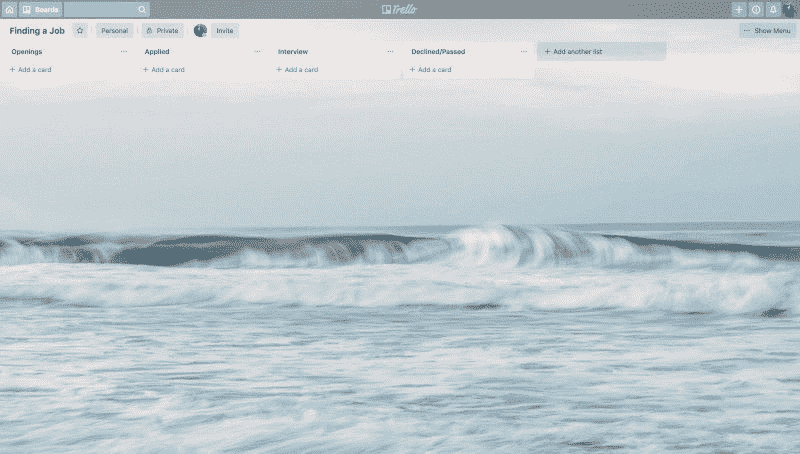 Boards
Trello
Finding a Job Personal Private Invite Show Menu
Openings Applied Interview Declined/Passed + Add another list
+ Add a card + Add a card + Add a card + Add a card